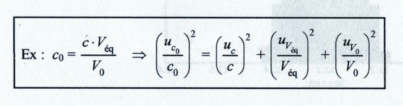 Ex : c₀ = c · V_éq / V₀ ⇒ (u_c₀ / c₀)² = (u_c / c)² + (u_V_éq / V_éq)² + (u_V₀ / V₀)²